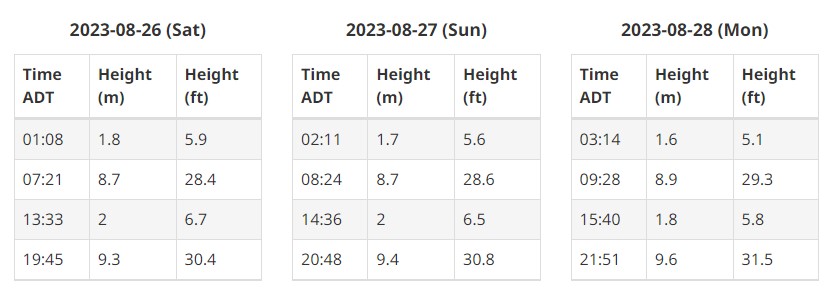 2023-08-26 (Sat)
Time ADT Height (m) Height (ft)
01:08 1.8 5.9
07:21 8.7 28.4
13:33 2 6.7
19:45 9.3 30.4
2023-08-27 (Sun)
Time ADT Height (m) Height (ft)
02:11 1.7 5.6
08:24 8.7 28.6
14:36 2 6.5
20:48 9.4 30.8
2023-08-28 (Mon)
Time ADT Height (m) Height (ft)
03:14 1.6 5.1
09:28 8.9 29.3
15:40 1.8 5.8
21:51 9.6 31.5